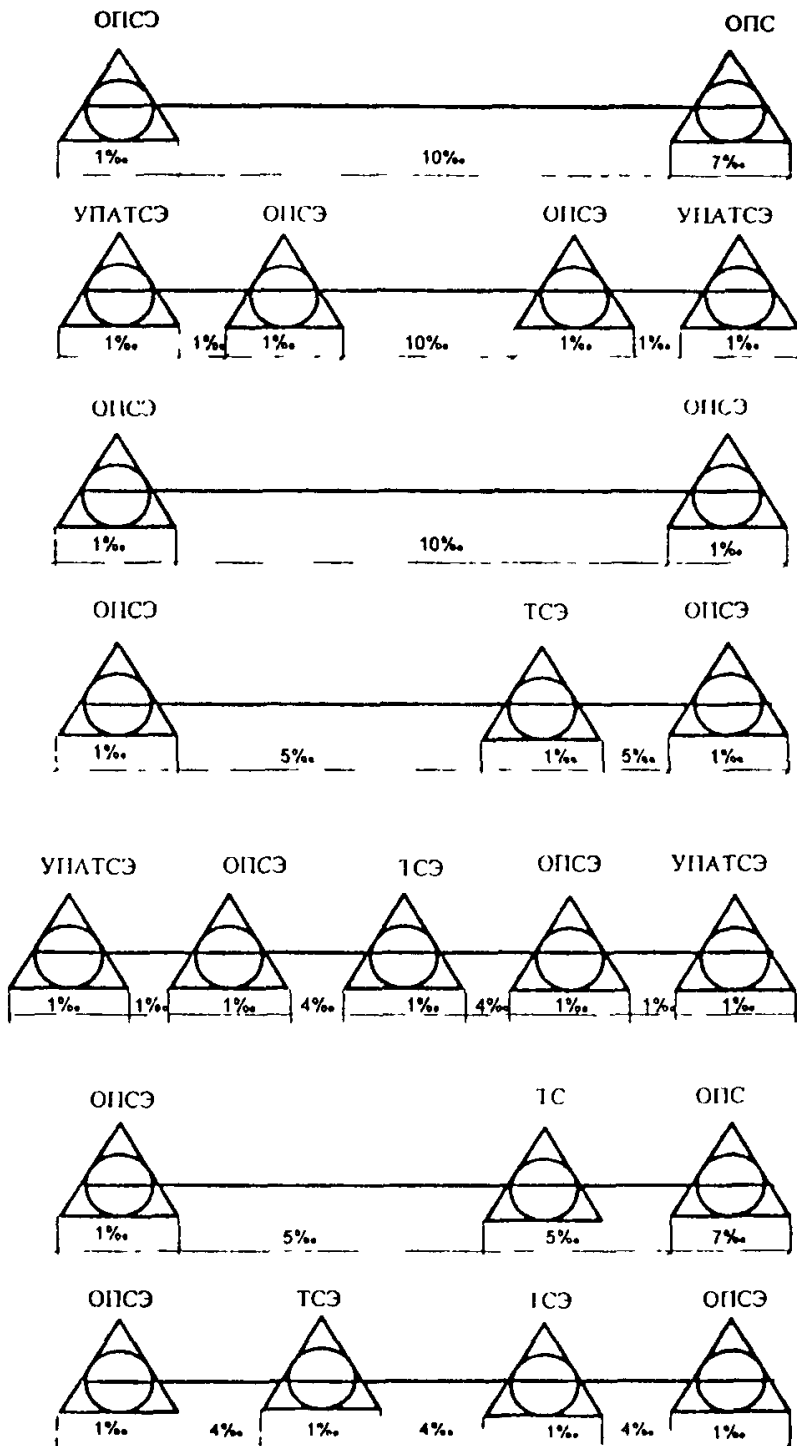 ОПСЭ ОПС
1‰ 10‰ 7‰
УПАТСЭ ОПСЭ ОПСЭ УПАТСЭ
1‰ 1‰ 1‰ 10‰ 1‰ 1‰ 1‰
ОПСЭ ОПСЭ
1‰ 10‰ 1‰
ОПСЭ ТСЭ ОПСЭ
1‰ 5‰ 1‰ 5‰ 1‰
УПАТСЭ ОПСЭ ТСЭ ОПСЭ УПАТСЭ
1‰ 1‰ 1‰ 4‰ 1‰ 4‰ 1‰ 1‰ 1‰
ОПСЭ ТС ОПС
1‰ 5‰ 5‰ 7‰
ОПСЭ ТСЭ ТСЭ ОПСЭ
1‰ 4‰ 1‰ 4‰ 1‰ 4‰ 1‰